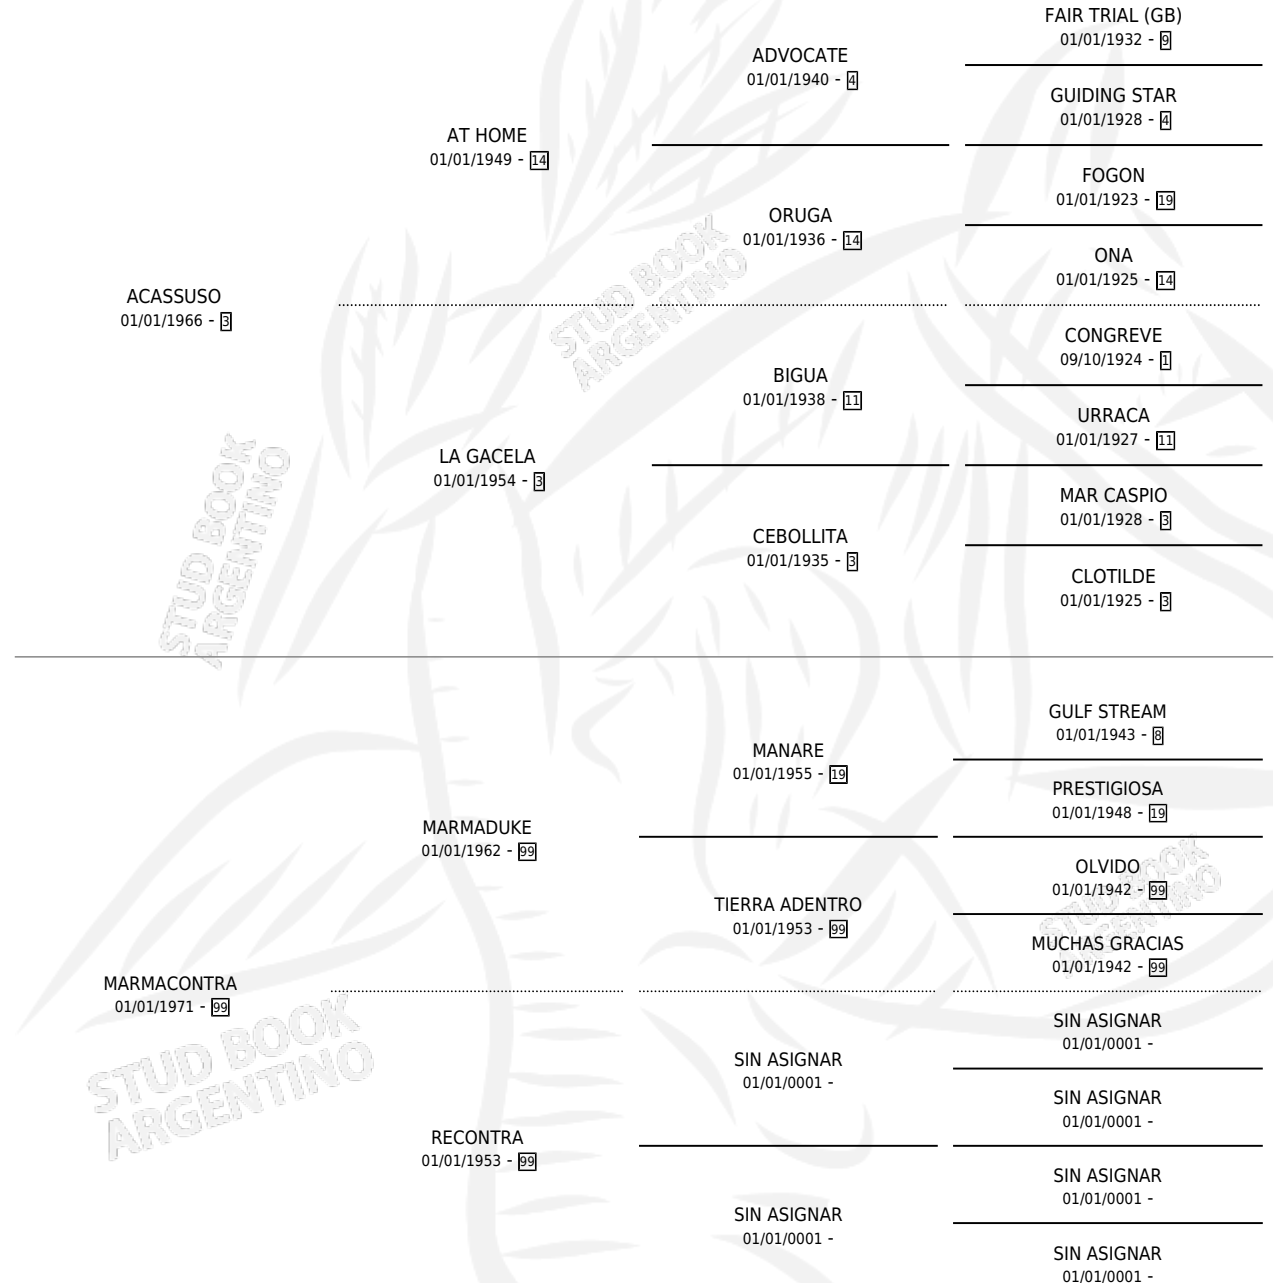 FAIR TRIAL (GB)
01/01/1932 - 9
ADVOCATE
01/01/1940 - 4
GUIDING STAR
01/01/1928 - 4
AT HOME
01/01/1949 - 14
FOGON
01/01/1923 - 19
ORUGA
01/01/1936 - 14
ONA
01/01/1925 - 14
ACASSUSO
01/01/1966 - 3
CONGREVE
09/10/1924 - 1
BIGUA
01/01/1938 - 11
URRACA
01/01/1927 - 11
LA GACELA
01/01/1954 - 3
MAR CASPIO
01/01/1928 - 3
CEBOLLITA
01/01/1935 - 3
CLOTILDE
01/01/1925 - 3
GULF STREAM
01/01/1943 - 8
MANARE
01/01/1955 - 19
PRESTIGIOSA
01/01/1948 - 19
MARMADUKE
01/01/1962 - 99
OLVIDO
01/01/1942 - 99
TIERRA ADENTRO
01/01/1953 - 99
MUCHAS GRACIAS
01/01/1942 - 99
MARMACONTRA
01/01/1971 - 99
SIN ASIGNAR
01/01/0001 -
SIN ASIGNAR
01/01/0001 -
SIN ASIGNAR
01/01/0001 -
RECONTRA
01/01/1953 - 99
SIN ASIGNAR
01/01/0001 -
SIN ASIGNAR
01/01/0001 -
SIN ASIGNAR
01/01/0001 -
STUD BOOK
ARGENTINO
STUD BOOK
ARGENTINO
STUD BOOK
ARGENTINO
STUD BOOK
ARGENTINO